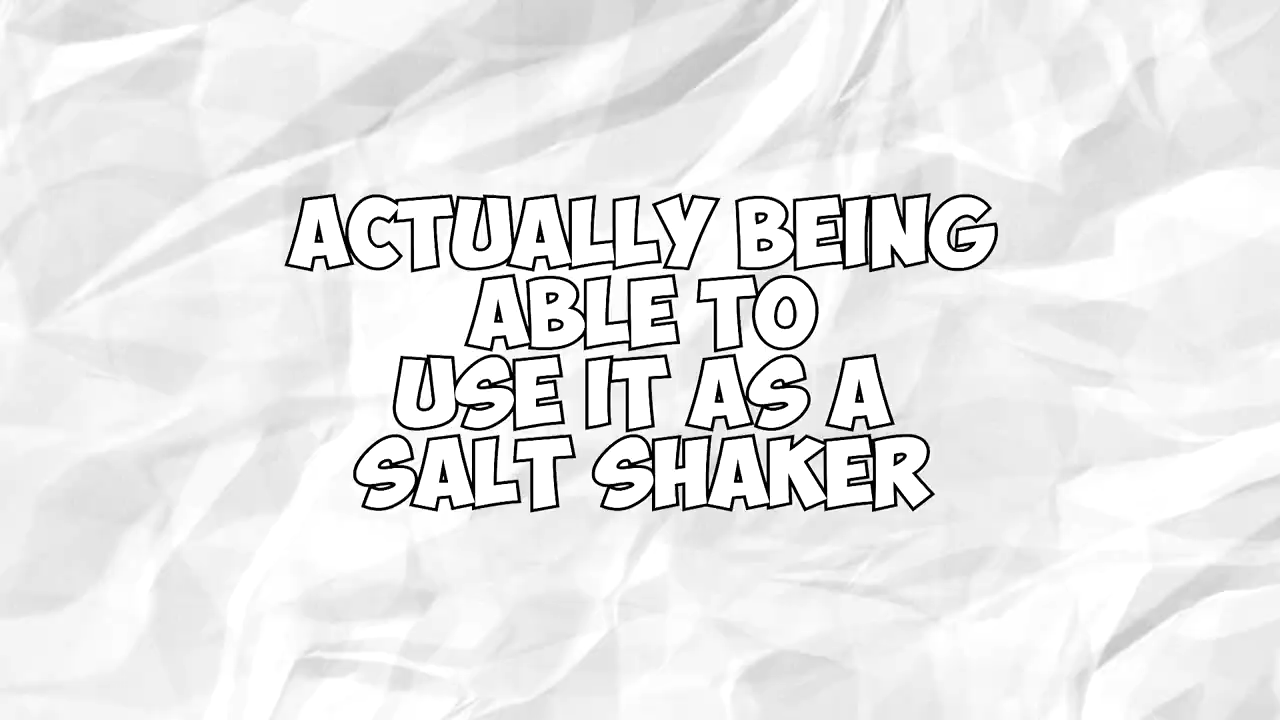 ACTUALLY BEING
ABLE TO
USE IT AS A
SALT SHAKER